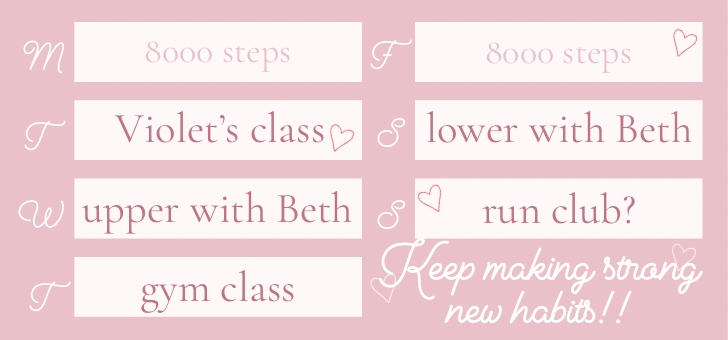 M 8000 steps
T Violet's class
W upper with Beth
T gym class
F 8000 steps
S lower with Beth
S run club?
Keep making strong
new habits!!